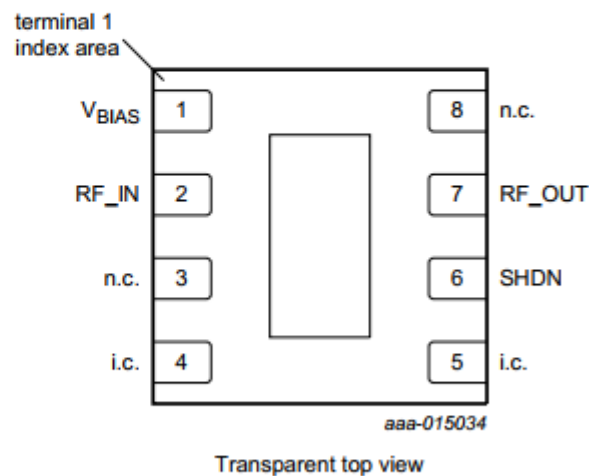 terminal 1
index area
VBIAS 1 8 n.c.
RF_IN 2 7 RF_OUT
n.c. 3 6 SHDN
i.c. 4 5 i.c.
aaa-015034
Transparent top view